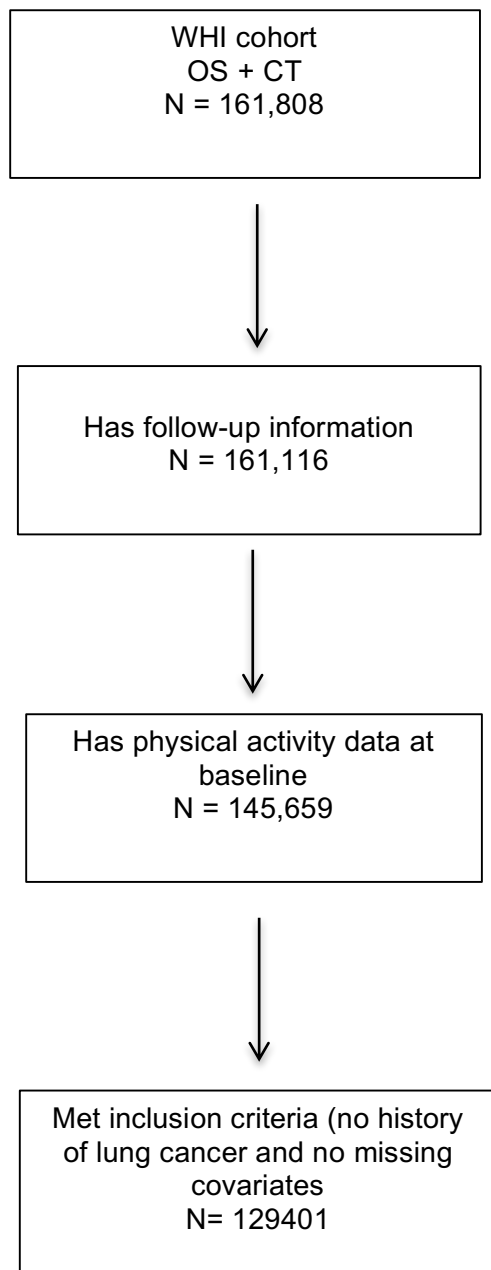 WHI cohort
OS + CT
N = 161,808
Has follow-up information
N = 161,116
Has physical activity data at
baseline
N = 145,659
Met inclusion criteria (no history
of lung cancer and no missing
covariates
N= 129401